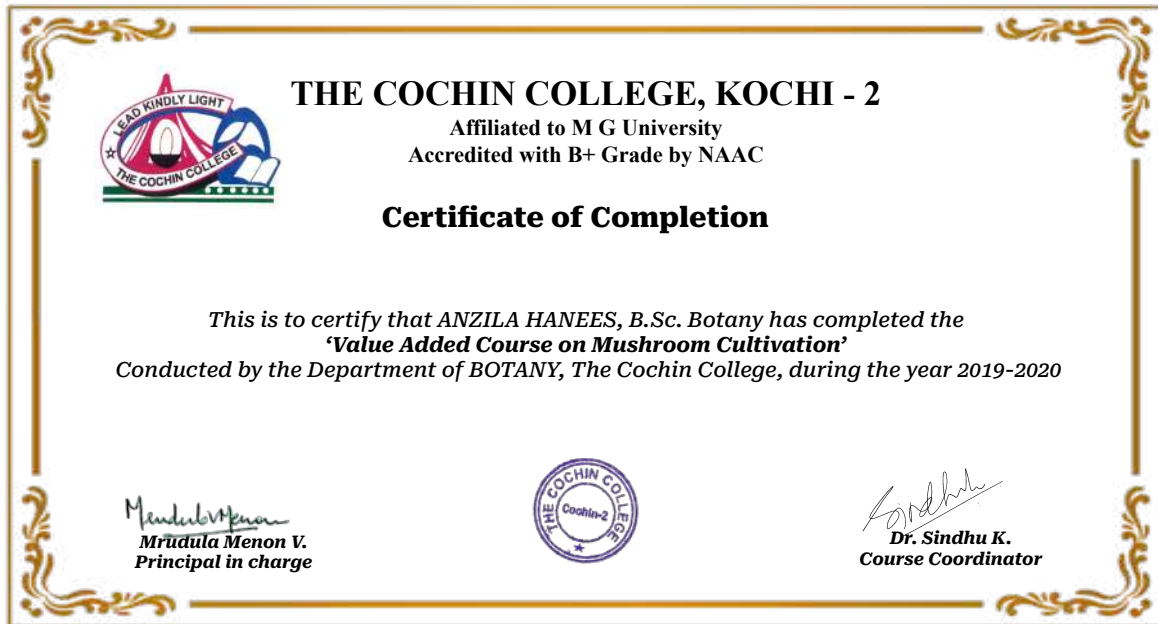 LEAD KINDLY LIGHT
THE COCHIN COLLEGE
THE COCHIN COLLEGE, KOCHI - 2
Affiliated to M G University
Accredited with B+ Grade by NAAC
Certificate of Completion
This is to certify that ANZILA HANEES, B.Sc. Botany has completed the
‘Value Added Course on Mushroom Cultivation’
Conducted by the Department of BOTANY, The Cochin College, during the year 2019-2020
THE COCHIN COLLEGE
Cochin-2
Mrudula Menon V.
Principal in charge
Sindhu
Dr. Sindhu K.
Course Coordinator